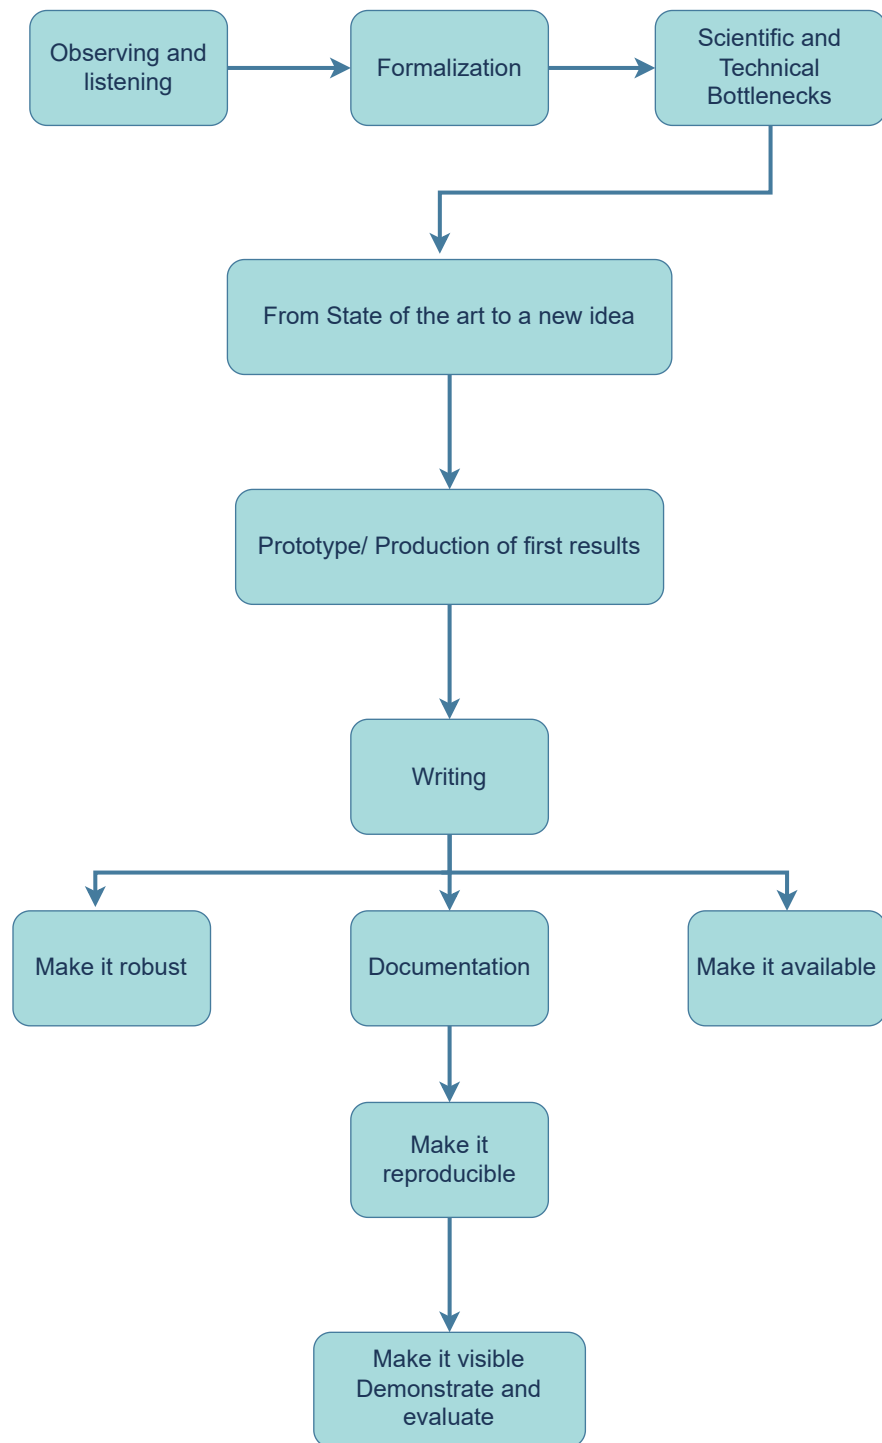 Observing and
listening
Formalization
Scientific and
Technical
Bottlenecks
From State of the art to a new idea
Prototype/ Production of first results
Writing
Make it robust
Documentation
Make it available
Make it
reproducible
Make it visible
Demonstrate and
evaluate